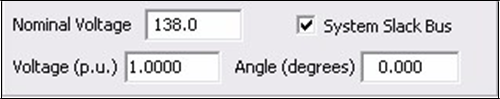 Nominal Voltage 138.0 System Slack Bus
Voltage (p.u.) 1.0000 Angle (degrees) 0.000